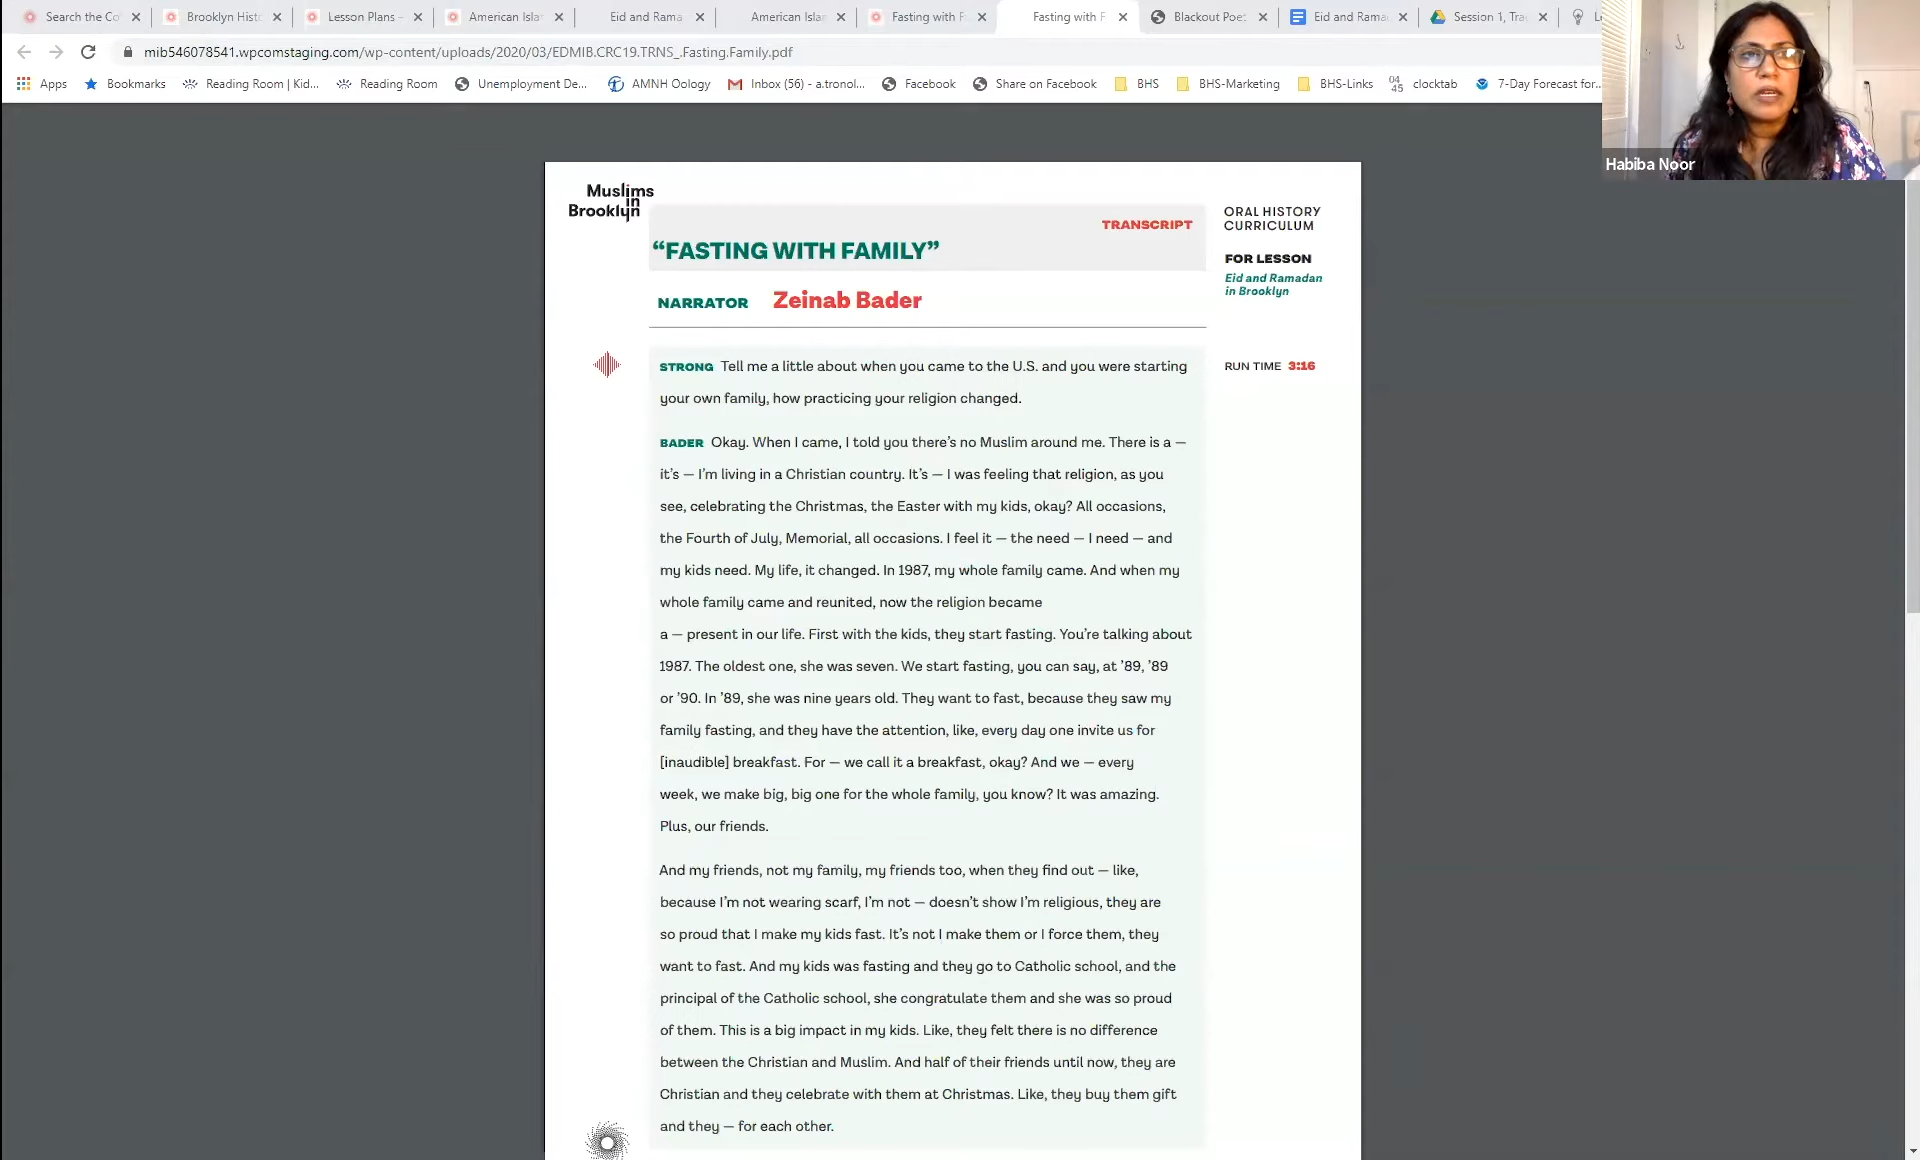 Search the Co
Brooklyn Hist
Lesson Plans –
American Islar
Eid and Rama
American Islar
Fasting with F
Fasting with F
Blackout Poet
Eid and Rama
Session 1, Tra
mib546078541.wpcomstaging.com/wp-content/uploads/2020/03/EDMIB.CRC19.TRNS_.Fasting.Family.pdf
Apps Bookmarks Reading Room | Kid... Reading Room Unemployment De... AMNH Oology Inbox (56) - a.tronol... Facebook Share on Facebook BHS BHS-Marketing BHS-Links 04 45 clocktab 7-Day Forecast for...
Habiba Noor
Muslims
in
Brooklyn
TRANSCRIPT
“FASTING WITH FAMILY”
NARRATOR Zeinab Bader
ORAL HISTORY
CURRICULUM
FOR LESSON
Eid and Ramadan
in Brooklyn
RUN TIME 3:16
STRONG Tell me a little about when you came to the U.S. and you were starting
your own family, how practicing your religion changed.
BADER Okay. When I came, I told you there’s no Muslim around me. There is a —
it’s — I’m living in a Christian country. It’s — I was feeling that religion, as you
see, celebrating the Christmas, the Easter with my kids, okay? All occasions,
the Fourth of July, Memorial, all occasions. I feel it — the need — I need — and
my kids need. My life, it changed. In 1987, my whole family came. And when my
whole family came and reunited, now the religion became
a — present in our life. First with the kids, they start fasting. You’re talking about
1987. The oldest one, she was seven. We start fasting, you can say, at ’89, ’89
or ’90. In ’89, she was nine years old. They want to fast, because they saw my
family fasting, and they have the attention, like, every day one invite us for
[inaudible] breakfast. For — we call it a breakfast, okay? And we — every
week, we make big, big one for the whole family, you know? It was amazing.
Plus, our friends.
And my friends, not my family, my friends too, when they find out — like,
because I’m not wearing scarf, I’m not — doesn’t show I’m religious, they are
so proud that I make my kids fast. It’s not I make them or I force them, they
want to fast. And my kids was fasting and they go to Catholic school, and the
principal of the Catholic school, she congratulate them and she was so proud
of them. This is a big impact in my kids. Like, they felt there is no difference
between the Christian and Muslim. And half of their friends until now, they are
Christian and they celebrate with them at Christmas. Like, they buy them gift
and they — for each other.